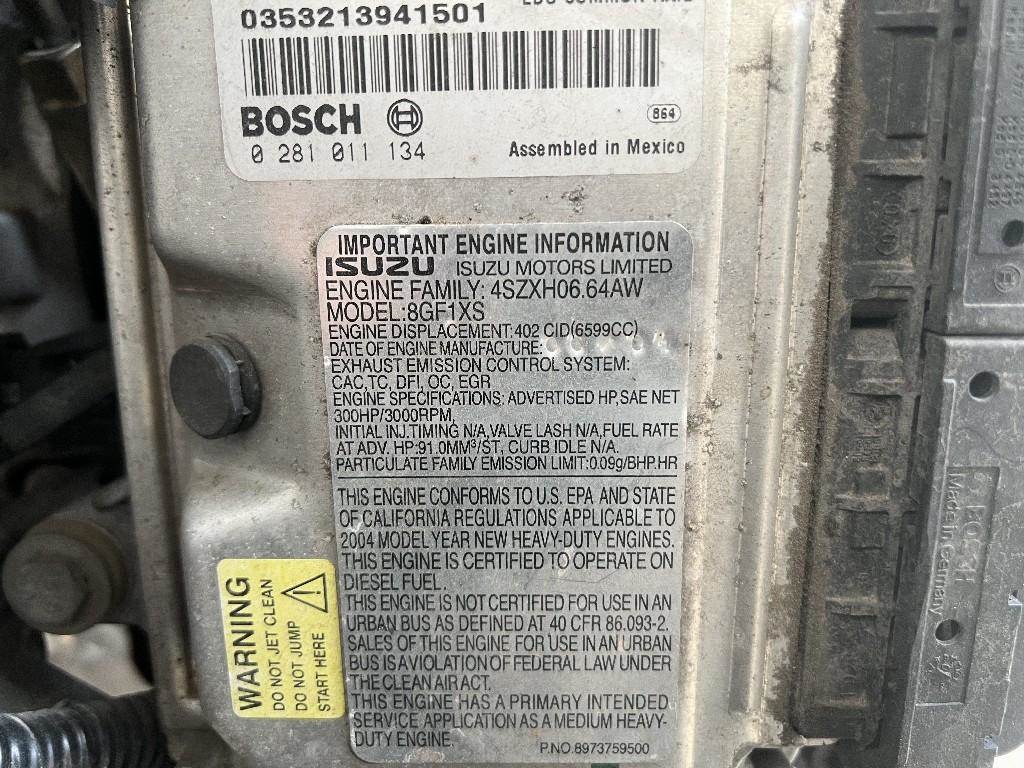 0353213941501
BOSCH
864
0 281 011 134
Assembled in Mexico
IMPORTANT ENGINE INFORMATION
ISUZU ISUZU MOTORS LIMITED
ENGINE FAMILY: 4SZXH06.64AW
MODEL:8GF1XS
ENGINE DISPLACEMENT:402 CID(6599CC)
DATE OF ENGINE MANUFACTURE:
EXHAUST EMISSION CONTROL SYSTEM:
CAC,TC, DFI, OC, EGR
ENGINE SPECIFICATIONS: ADVERTISED HP,SAE NET
300HP/3000RPM,
INITIAL INJ.TIMING N/A,VALVE LASH N/A,FUEL RATE
AT ADV. HP:91.0MM³/ST, CURB IDLE N/A.
PARTICULATE FAMILY EMISSION LIMIT:0.09g/BHP.HR
THIS ENGINE CONFORMS TO U.S. EPA AND STATE
OF CALIFORNIA REGULATIONS APPLICABLE TO
2004 MODEL YEAR NEW HEAVY-DUTY ENGINES.
THIS ENGINE IS CERTIFIED TO OPERATE ON
DIESEL FUEL.
THIS ENGINE IS NOT CERTIFIED FOR USE IN AN
URBAN BUS AS DEFINED AT 40 CFR 86.093-2.
SALES OF THIS ENGINE FOR USE IN AN URBAN
BUS IS A VIOLATION OF FEDERAL LAW UNDER
THE CLEAN AIR ACT.
THIS ENGINE HAS A PRIMARY INTENDED
SERVICE APPLICATION AS A MEDIUM HEAVY-
DUTY ENGINE.
P.NO.8973759500
WARNING
DO NOT JET CLEAN
DO NOT JUMP
START HERE
BOSCH
Made in Germany